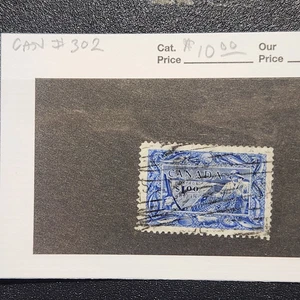 CAN # 302
Cat. Price $10.00
Our Price
CANADA
$1.00